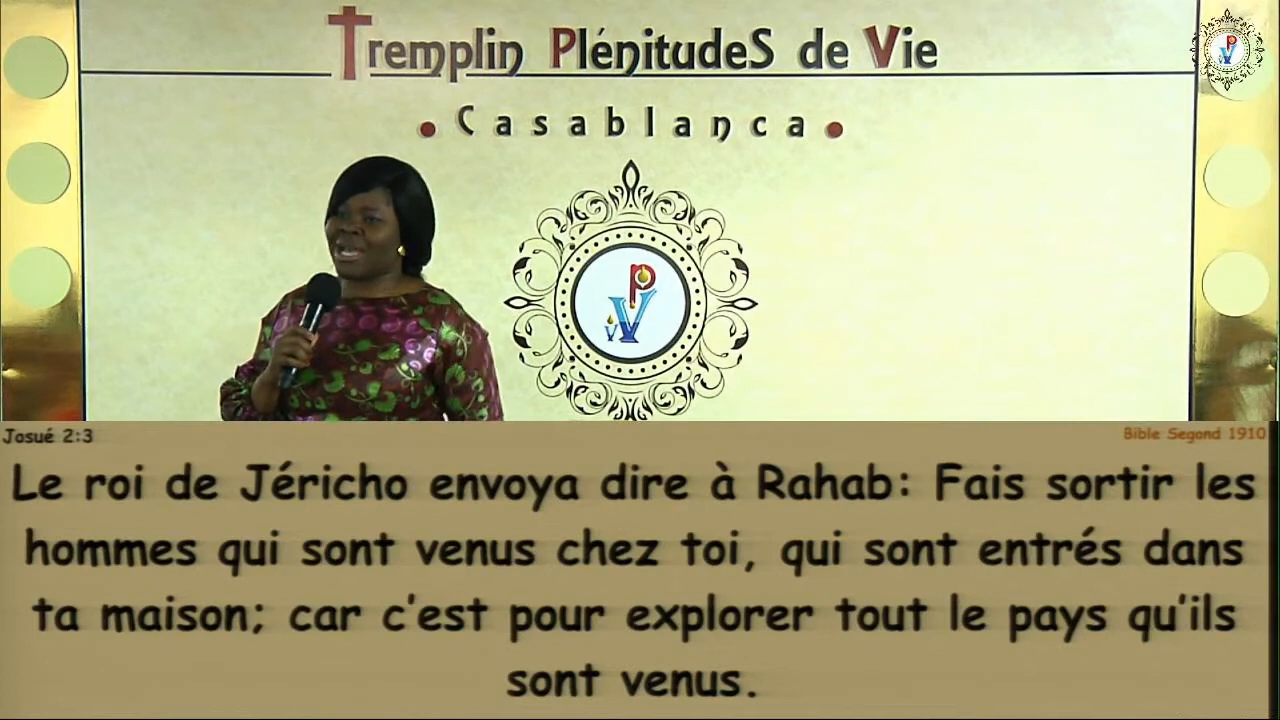 Tremplin PlénitudeS de Vie
Casablanca
PV
PVV
Josué 2:3
Bible Segond 1910
Le roi de Jéricho envoya dire à Rahab: Fais sortir les
hommes qui sont venus chez toi, qui sont entrés dans
ta maison; car c'est pour explorer tout le pays qu'ils
sont venus.